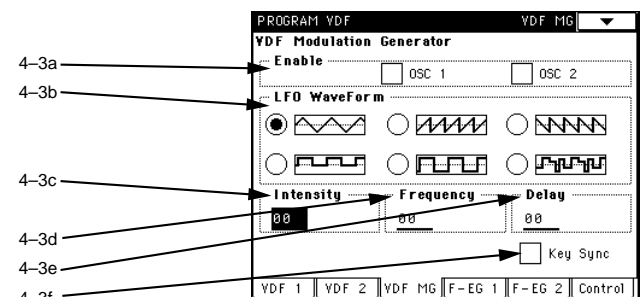 PROGRAM VDF VDF MG
VDF Modulation Generator
4–3a
Enable
OSC 1 OSC 2
4–3b
LFO WaveForm
4–3c
Intensity Frequency Delay
00 00 00
4–3d
4–3e
Key Sync
4–3f
VDF 1 VDF 2 VDF MG F-EG 1 F-EG 2 Control